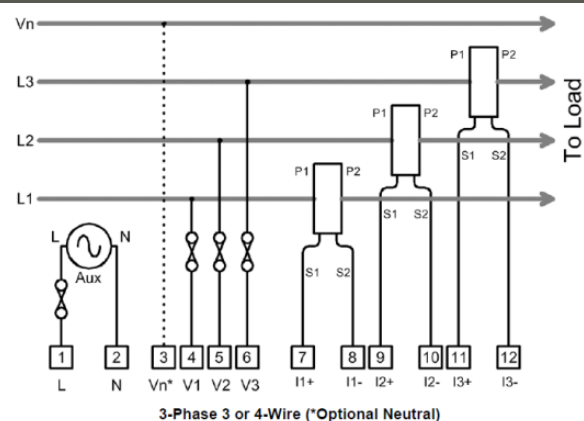 Vn
L3
P1 P2
L2
P1 P2
S1 S2
L1
P1 P2
S1 S2
L N
Aux
S1 S2
To Load
1 2 3 4 5 6 7 8 9 10 11 12
L N Vn* V1 V2 V3 I1+ I1- I2+ I2- I3+ I3-
3-Phase 3 or 4-Wire (*Optional Neutral)